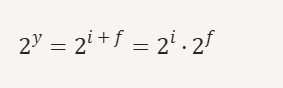 2^y = 2^{i + f} = 2^i · 2^f